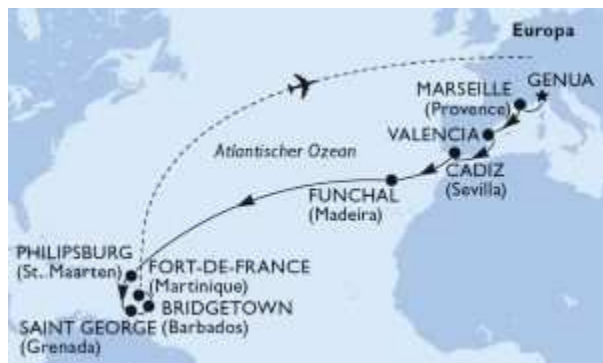 Europa
MARSEILLE
(Provence)
GENUA
VALENCIA
CADIZ
(Sevilla)
Atlantischer Ozean
FUNCHAL
(Madeira)
PHILIPSBURG
(St. Maarten)
FORT-DE-FRANCE
(Martinique)
BRIDGETOWN
(Barbados)
SAINT GEORGE
(Grenada)